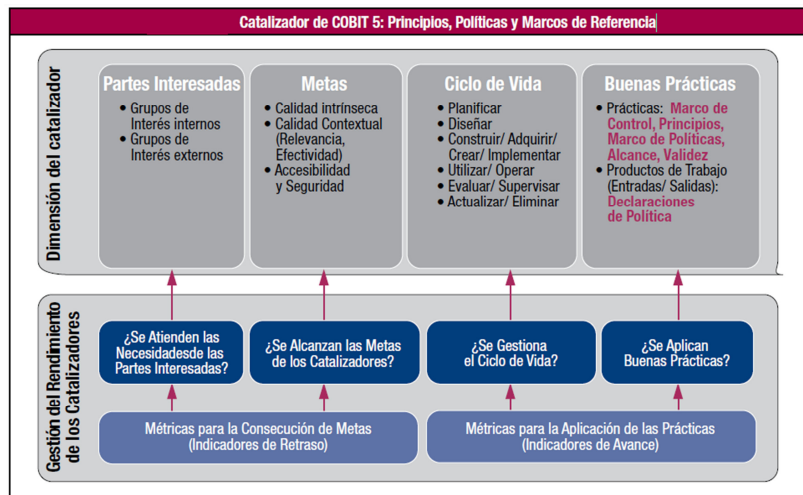 Catalizador de COBIT 5: Principios, Políticas y Marcos de Referencia
Dimensión del catalizador
Partes Interesadas
• Grupos de
Interés internos
• Grupos de
Interés externos
Metas
• Calidad intrínseca
• Calidad Contextual
(Relevancia,
Efectividad)
• Accesibilidad
y Seguridad
Ciclo de Vida
• Planificar
• Diseñar
• Construir/ Adquirir/
Crear/ Implementar
• Utilizar/ Operar
• Evaluar/ Supervisar
• Actualizar/ Eliminar
Buenas Prácticas
• Prácticas: Marco de
Control, Principios,
Marco de Políticas,
Alcance, Validez
• Productos de Trabajo
(Entradas/ Salidas):
Declaraciones
de Política
Gestión del Rendimiento
de los Catalizadores
¿Se Atienden las
Necesidadesde las
Partes Interesadas?
¿Se Alcanzan las Metas
de los Catalizadores?
¿Se Gestiona
el Ciclo de Vida?
¿Se Aplican
Buenas Prácticas?
Métricas para la Consecución de Metas
(Indicadores de Retraso)
Métricas para la Aplicación de las Prácticas
(Indicadores de Avance)